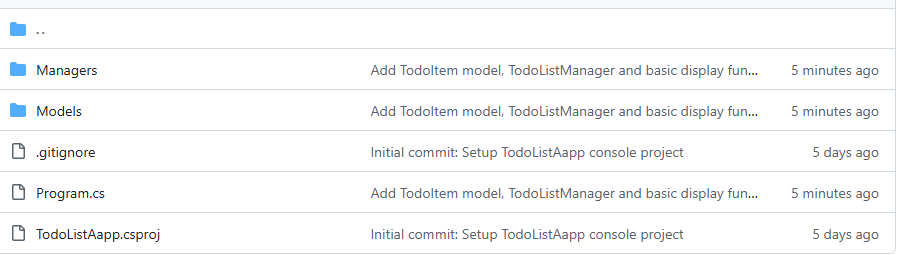 ..
Managers Add TodoItem model, TodoListManager and basic display fun... 5 minutes ago
Models Add TodoItem model, TodoListManager and basic display fun... 5 minutes ago
.gitignore Initial commit: Setup TodoListAapp console project 5 days ago
Program.cs Add TodoItem model, TodoListManager and basic display fun... 5 minutes ago
TodoListAapp.csproj Initial commit: Setup TodoListAapp console project 5 days ago